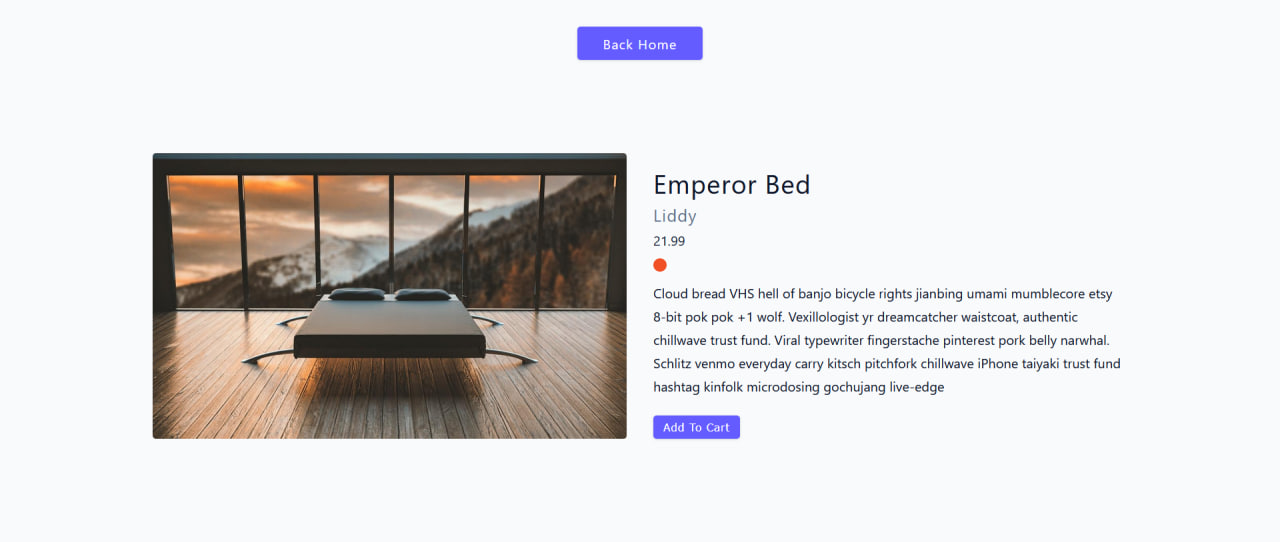 Back Home
Emperor Bed
Liddy
21.99
Cloud bread VHS hell of banjo bicycle rights jianbing umami mumblecore etsy
8-bit pok pok +1 wolf. Vexillologist yr dreamcatcher waistcoat, authentic
chillwave trust fund. Viral typewriter fingerstache pinterest pork belly narwhal.
Schlitz venmo everyday carry kitsch pitchfork chillwave iPhone taiyaki trust fund
hashtag kinfolk microdosing gochujang live-edge
Add To Cart